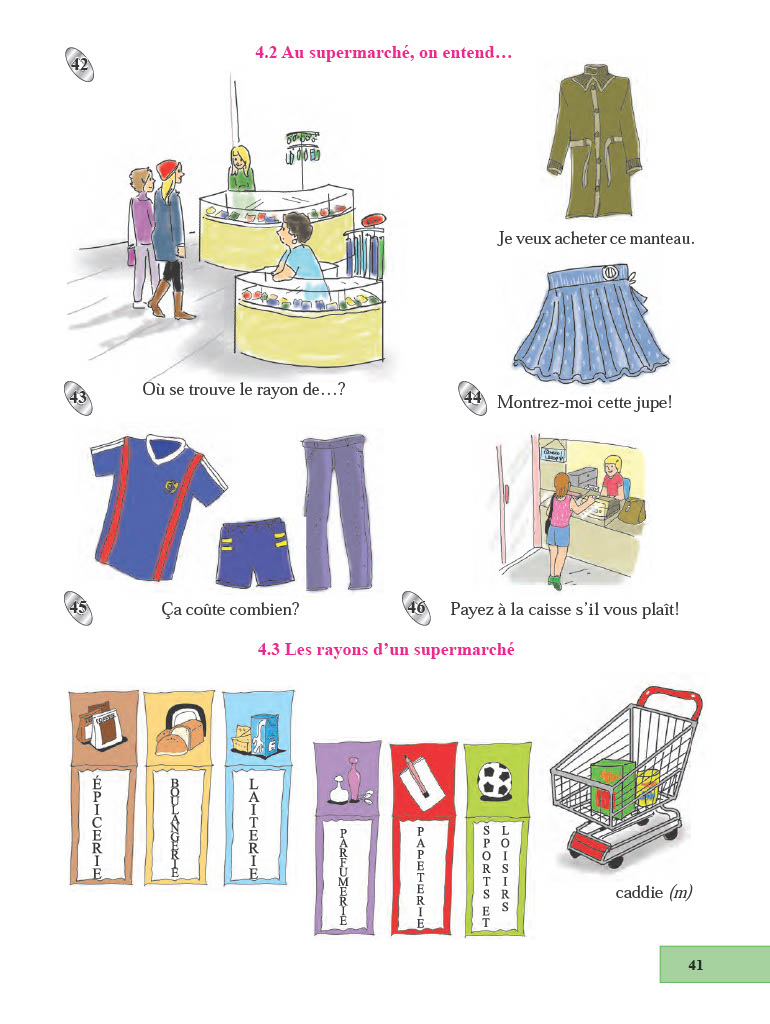 4.2 Au supermarché, on entend…
42
Je veux acheter ce manteau.
Où se trouve le rayon de…?
43
44
Montrez-moi cette jupe!
45
Ça coûte combien?
46
Payez à la caisse s'il vous plaît!
4.3 Les rayons d'un supermarché
ÉPICERIE
BOULANGERIE
LAITERIE
PARFUMERIE
PAPETERIE
SPORTS ET
LOISIRS
caddie (m)
41